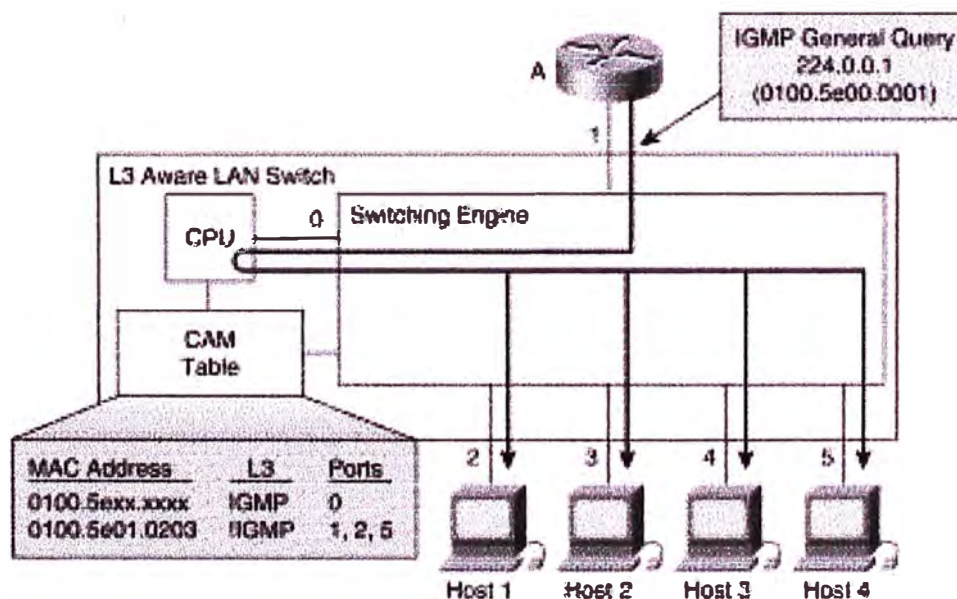 IGMP General Query
224.0.0.1
(0100.5e00.0001)
A
1
L3 Aware LAN Switch
0
Switching Engine
CPU
CAM
Table
MAC Address L3 Ports
0100.5exx.xxxx IGMP 0
0100.5e01.0203 !IGMP 1, 2, 5
2 3 4 5
Host 1 Host 2 Host 3 Host 4